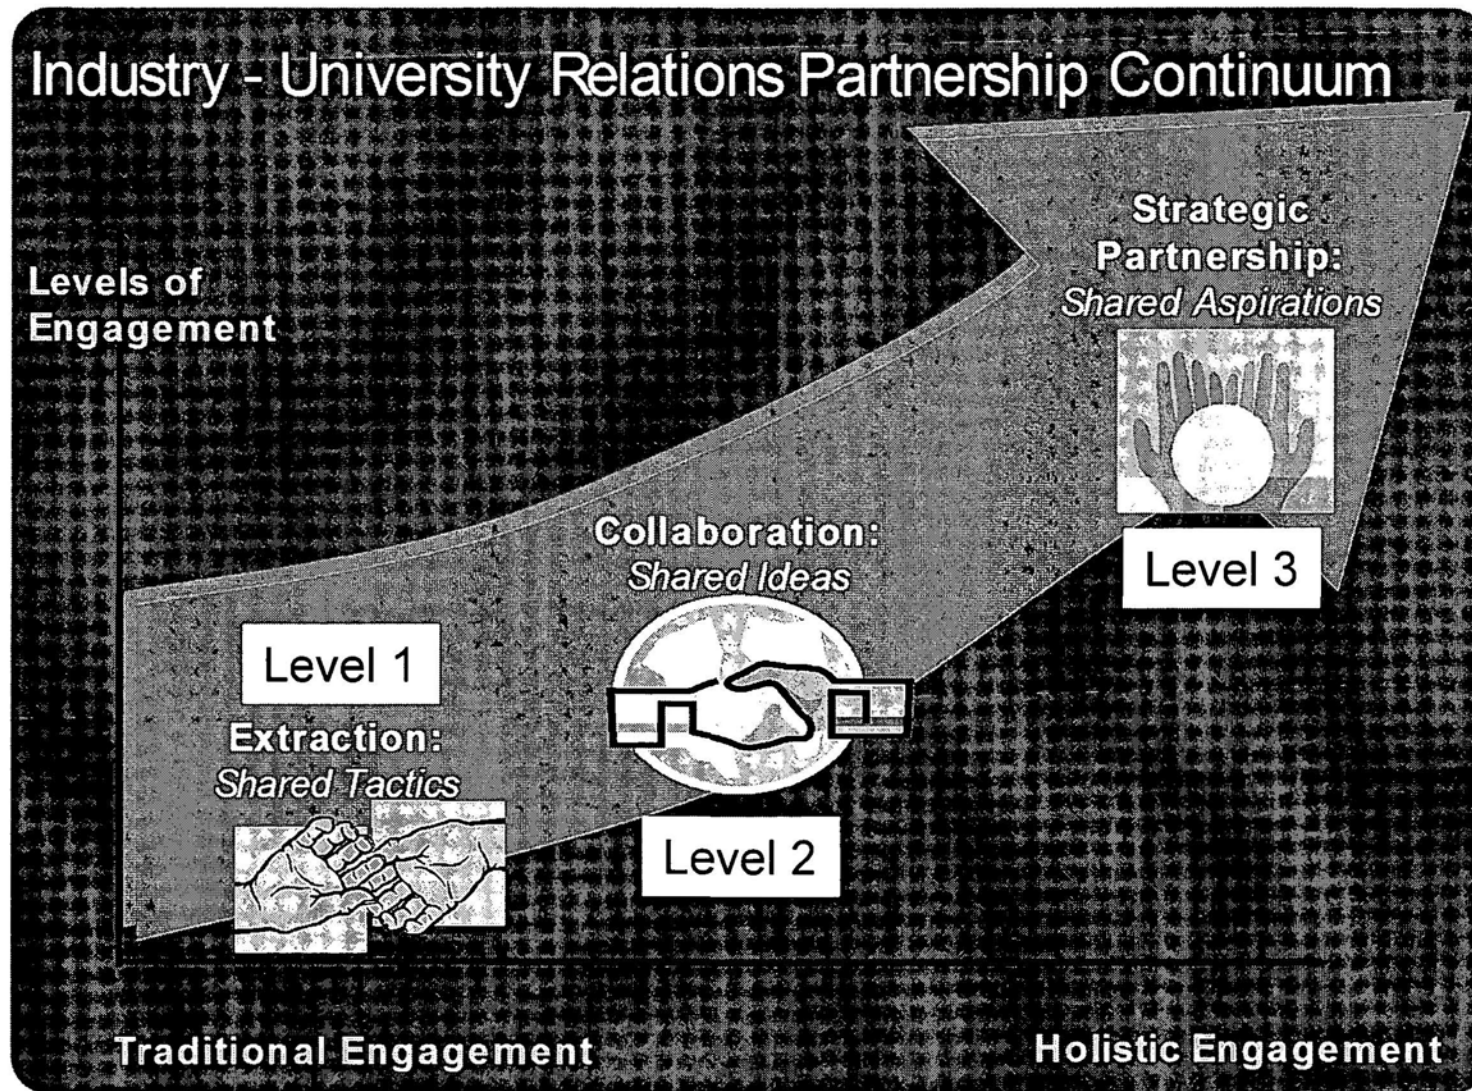 Industry - University Relations Partnership Continuum
Levels of
Engagement
Strategic
Partnership:
Shared Aspirations
Level 3
Collaboration:
Shared Ideas
Level 2
Level 1
Extraction:
Shared Tactics
Traditional Engagement
Holistic Engagement